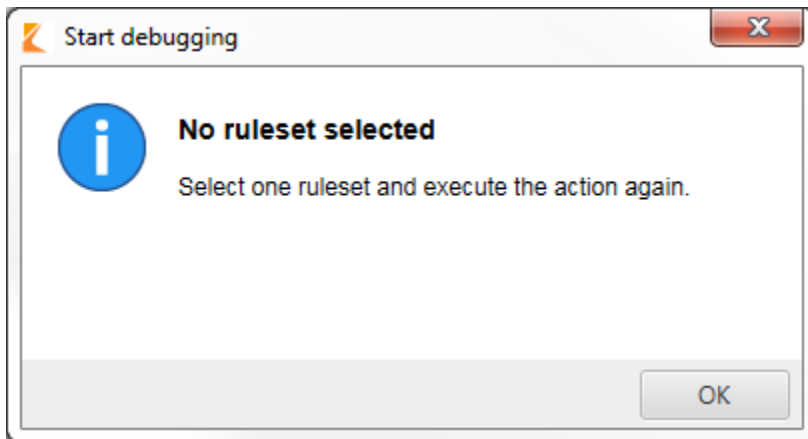 Start debugging
No ruleset selected
Select one ruleset and execute the action again.
OK